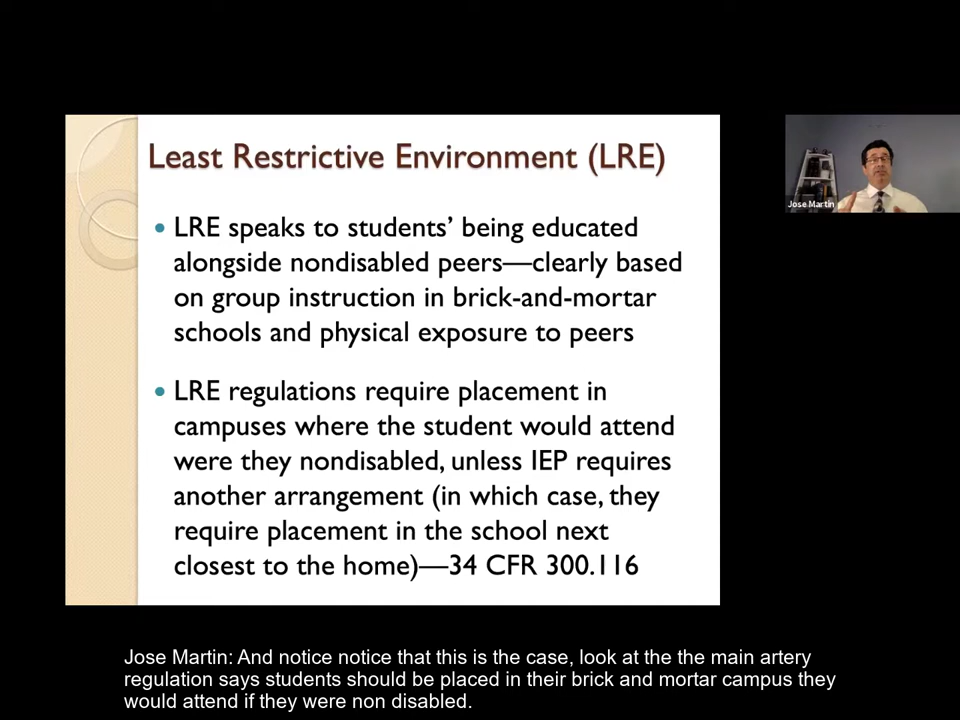 Least Restrictive Environment (LRE)
• LRE speaks to students' being educated
alongside nondisabled peers—clearly based
on group instruction in brick-and-mortar
schools and physical exposure to peers
• LRE regulations require placement in
campuses where the student would attend
were they nondisabled, unless IEP requires
another arrangement (in which case, they
require placement in the school next
closest to the home)—34 CFR 300.116
Jose Martin
Jose Martin: And notice notice that this is the case, look at the the main artery
regulation says students should be placed in their brick and mortar campus they
would attend if they were non disabled.